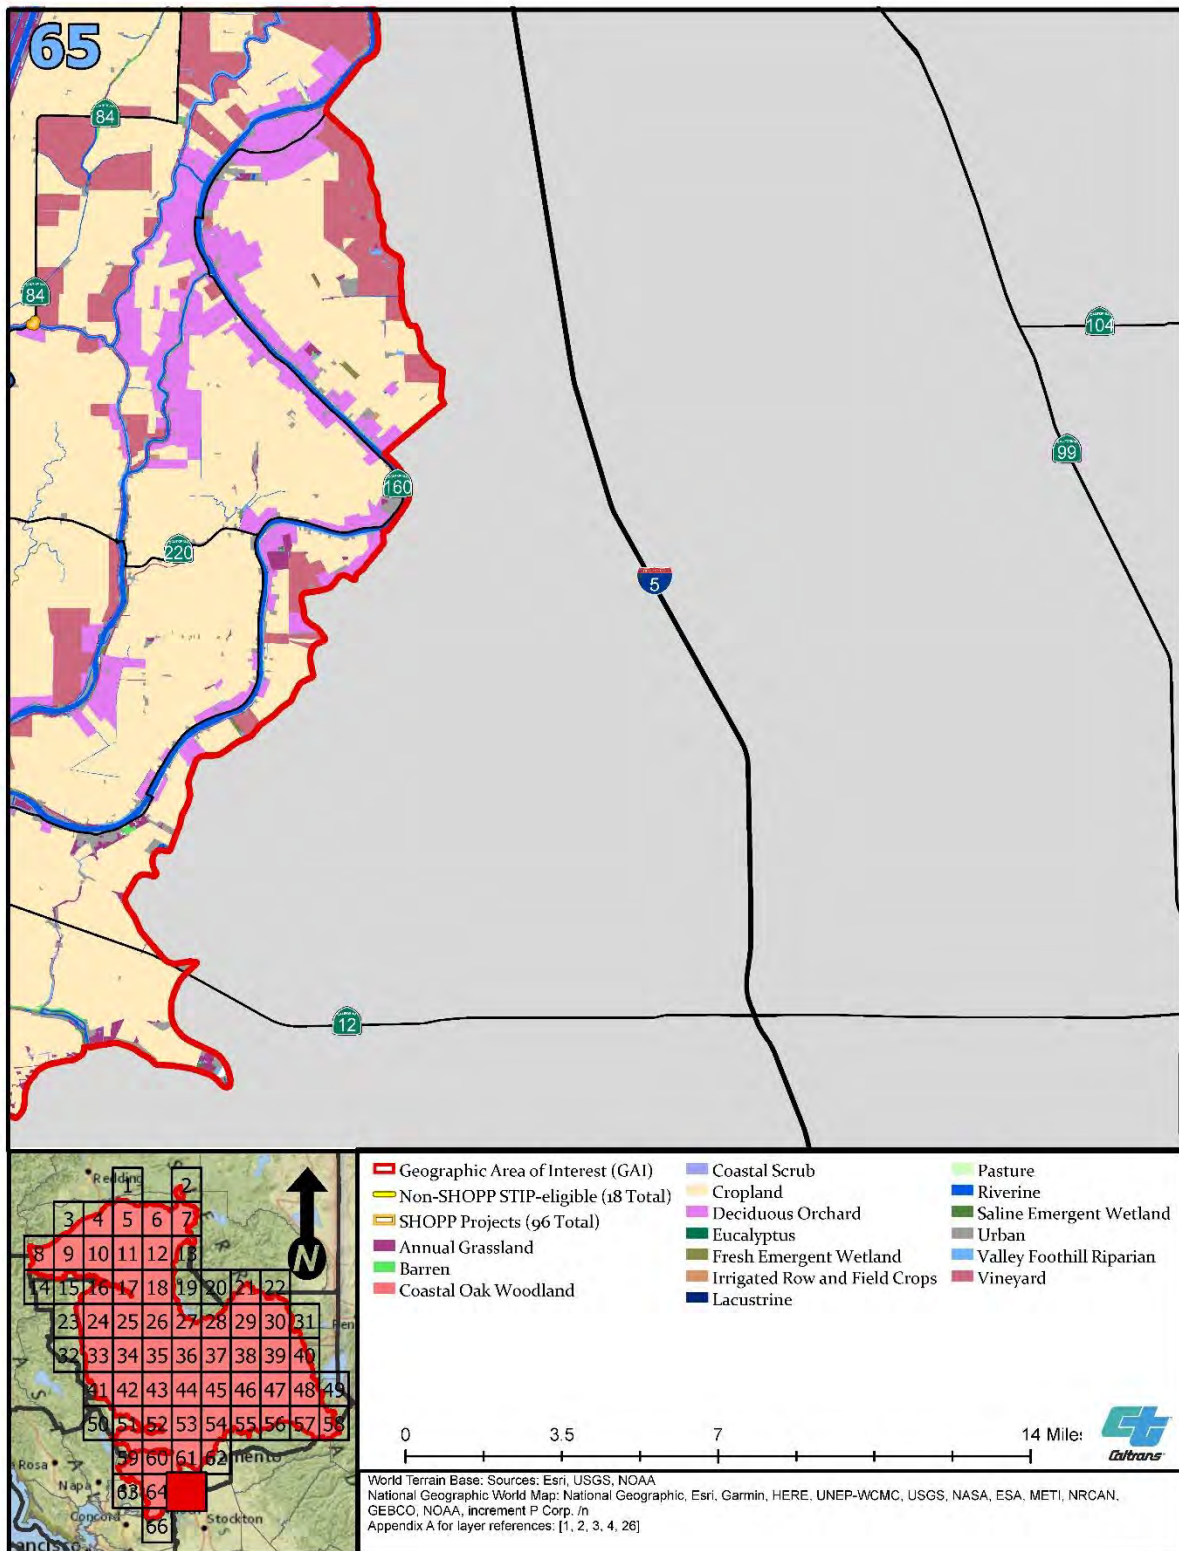 65
84
84
104
99
160
220
5
12
Redding
1 2
3 4 5 6 7
8 9 10 11 12 13
14 15 16 17 18 19 20 21 22
23 24 25 26 27 28 29 30 31
32 33 34 35 36 37 38 39 40
41 42 43 44 45 46 47 48 49
50 51 52 53 54 55 56 57 58
59 60 61 62 mento
Rosa
Napa
63 64
Concord
66
Stockton
ancisco
N
Geographic Area of Interest (GAI)
Non-SHOPP STIP-eligible (18 Total)
SHOPP Projects (96 Total)
Annual Grassland
Barren
Coastal Oak Woodland
Coastal Scrub
Cropland
Deciduous Orchard
Eucalyptus
Fresh Emergent Wetland
Irrigated Row and Field Crops
Lacustrine
Pasture
Riverine
Saline Emergent Wetland
Urban
Valley Foothill Riparian
Vineyard
0 3.5 7 14 Miles
Caltrans
World Terrain Base: Sources: Esri, USGS, NOAA
National Geographic World Map: National Geographic, Esri, Garmin, HERE, UNEP-WCMC, USGS, NASA, ESA, METI, NRCAN,
GEBCO, NOAA, increment P Corp. /n
Appendix A for layer references: [1, 2, 3, 4, 26]